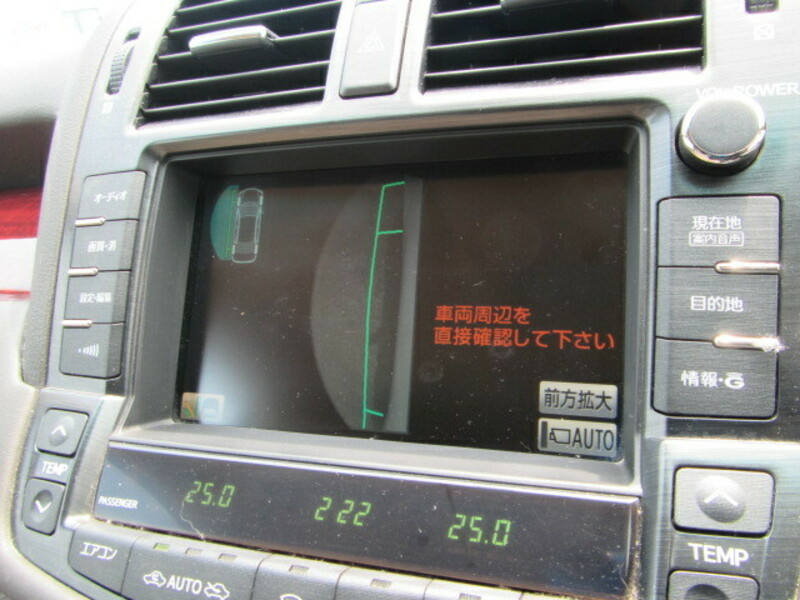 VOL POWER
オーディオ
画質・消
設定・編集
現在地
案内音声
目的地
情報・G
車両周辺を
直接確認して下さい
前方拡大
AUTO
TEMP
PASSENGER
25.0
2:22
25.0
エアコン
AUTO
TEMP